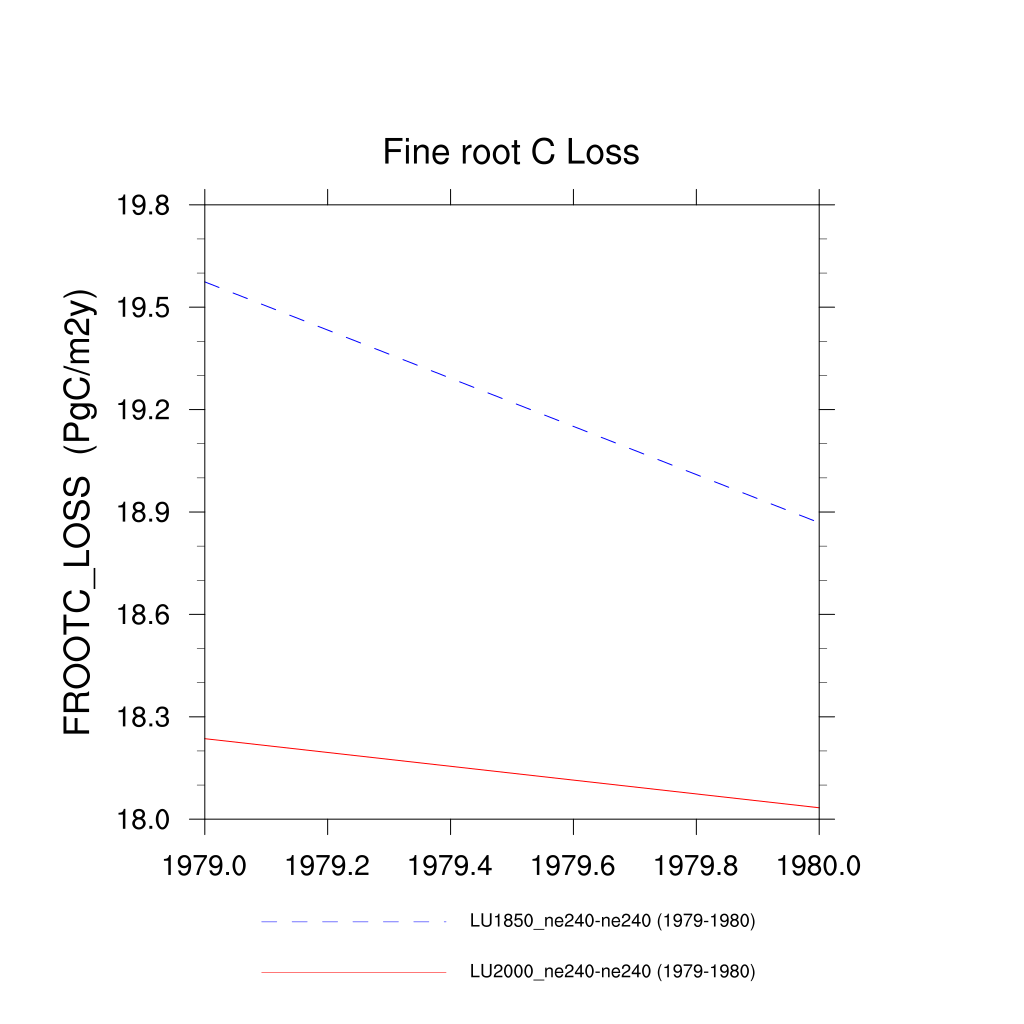 Fine root C Loss
FROOTC_LOSS (PgC/m2y)
19.8
19.5
19.2
18.9
18.6
18.3
18.0
1979.0 1979.2 1979.4 1979.6 1979.8 1980.0
LU1850_ne240-ne240 (1979-1980)
LU2000_ne240-ne240 (1979-1980)